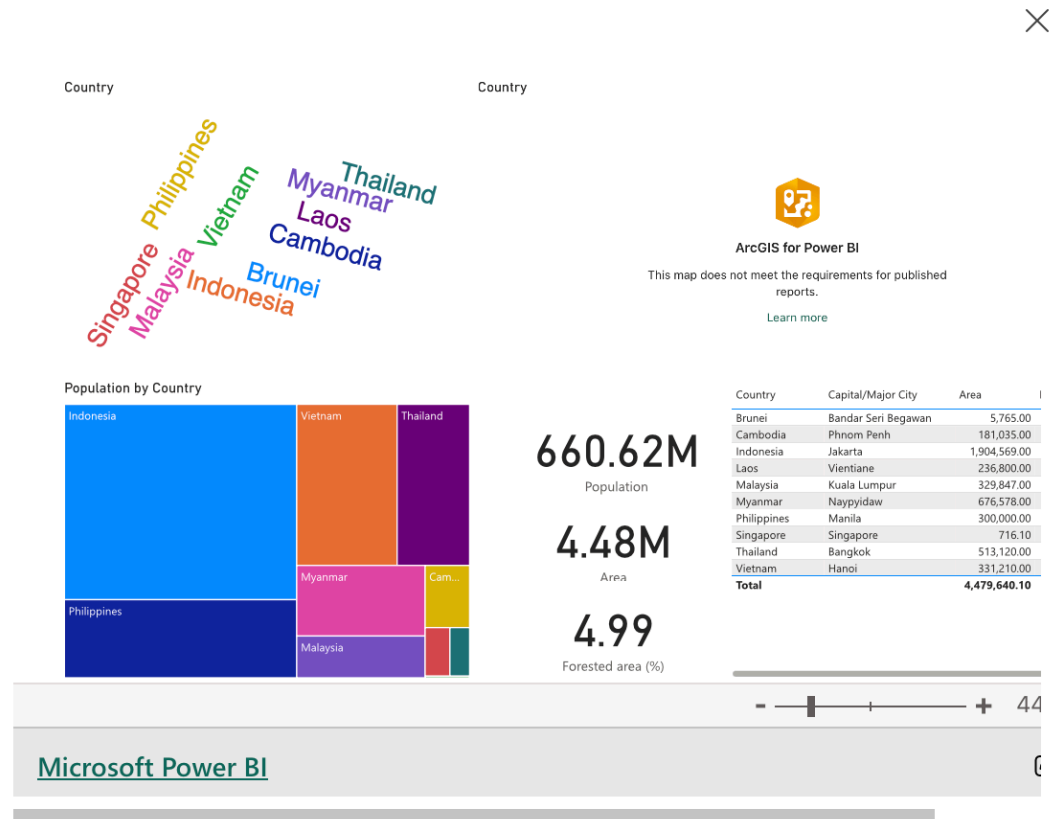 Country
Philippines
Vietnam
Thailand
Myanmar
Laos
Cambodia
Singapore
Malaysia
Brunei
Indonesia
Country
ArcGIS for Power BI
This map does not meet the requirements for published
reports.
Learn more
Population by Country
Indonesia
Vietnam
Thailand
Philippines
Myanmar
Cam...
Malaysia
660.62M
Population
4.48M
Area
4.99
Forested area (%)
Country Capital/Major City Area
Brunei Bandar Seri Begawan 5,765.00
Cambodia Phnom Penh 181,035.00
Indonesia Jakarta 1,904,569.00
Laos Vientiane 236,800.00
Malaysia Kuala Lumpur 329,847.00
Myanmar Naypyidaw 676,578.00
Philippines Manila 300,000.00
Singapore Singapore 716.10
Thailand Bangkok 513,120.00
Vietnam Hanoi 331,210.00
Total 4,479,640.10
- + 44
Microsoft Power BI